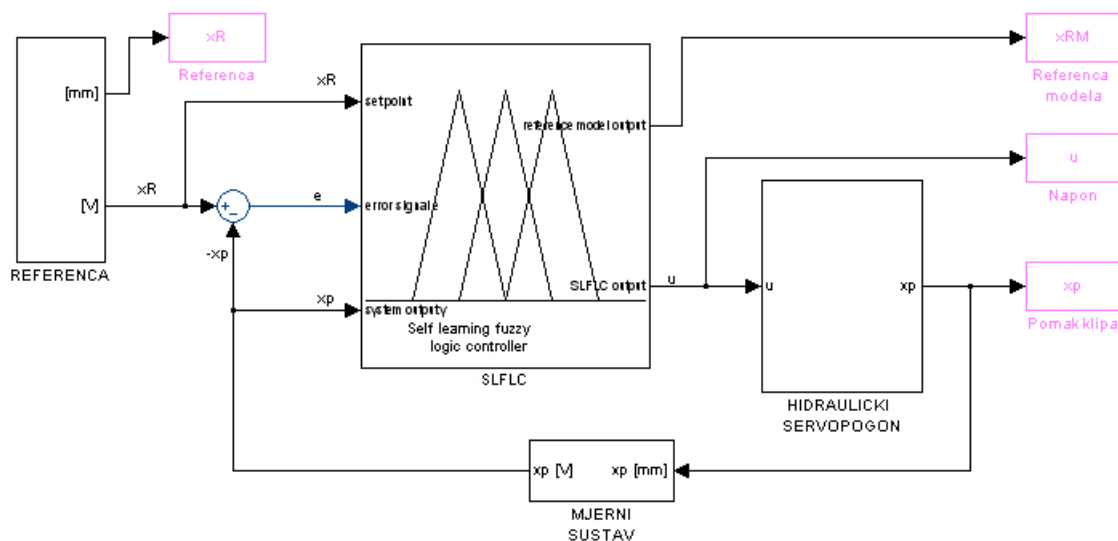 xR
Referenca
[mm]
[V]
REFERENCA
xR
xR
+
-
e
-xp
xp
setpoint
error signale
system outputy
reference model output
SLFLC output
Self learning fuzzy
logic controller
SLFLC
u
u
xp
HIDRAULICKI
SERVOPOGON
xRM
Referenca
modela
u
Napon
xp
Pomak klipa
xp [V]
xp [mm]
MJERNI
SUSTAV